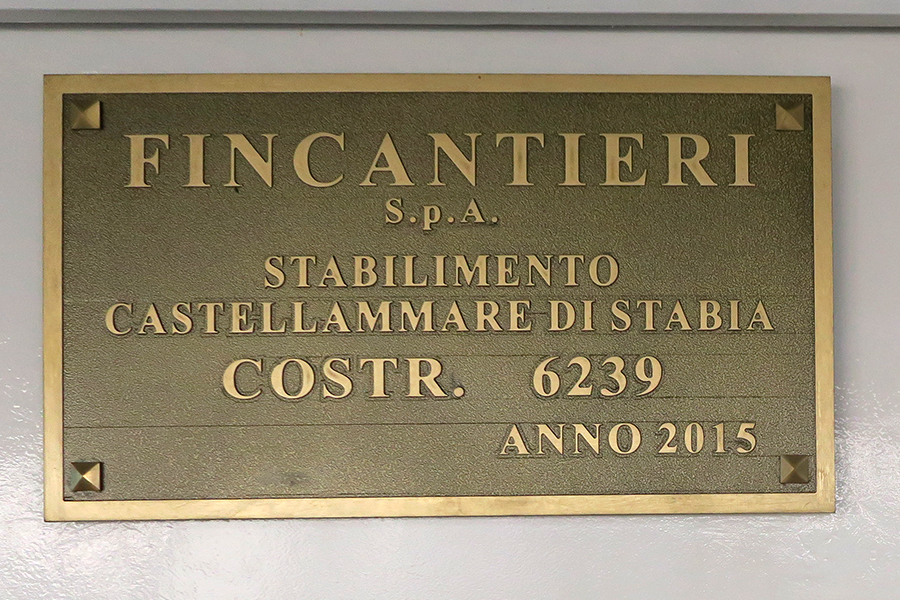 FINCANTIERI
S.p.A.
STABILIMENTO
CASTELLAMMARE DI STABIA
COSTR. 6239
ANNO 2015